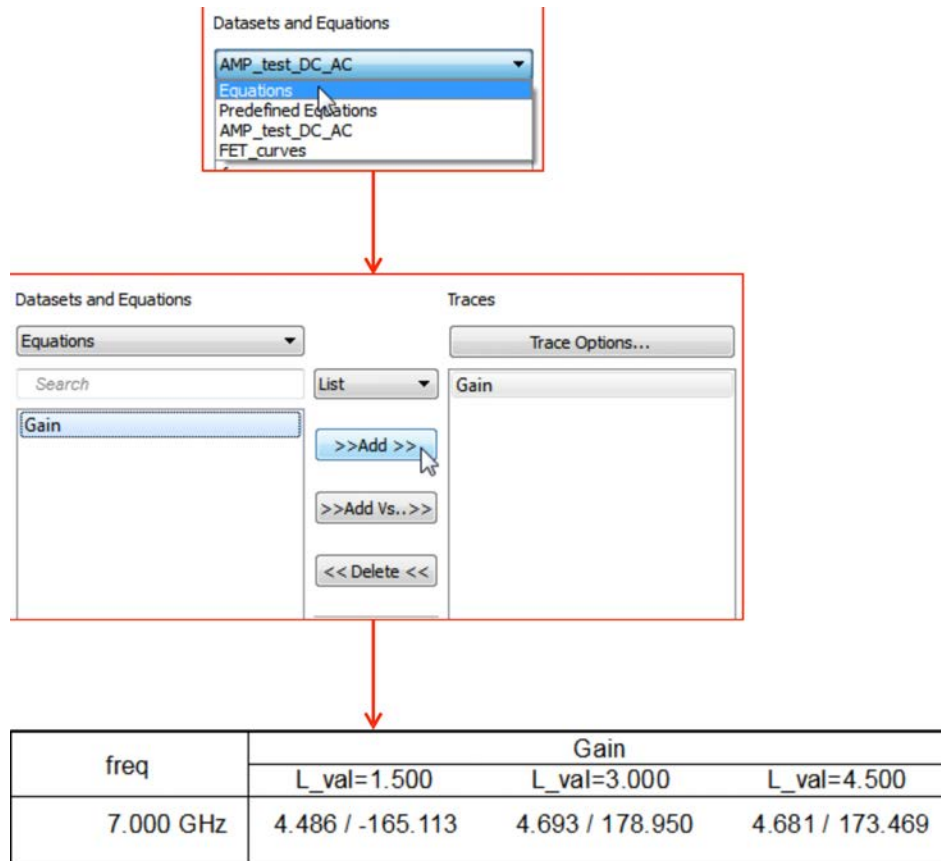 Datasets and Equations
AMP_test_DC_AC
Equations
Predefined Equations
AMP_test_DC_AC
FET_curves
Datasets and Equations
Traces
Equations
Trace Options...
Search
List
Gain
Gain
>>Add >>
>>Add Vs..>>
<< Delete <<
freq
Gain
L_val=1.500 L_val=3.000 L_val=4.500
7.000 GHz 4.486 / -165.113 4.693 / 178.950 4.681 / 173.469